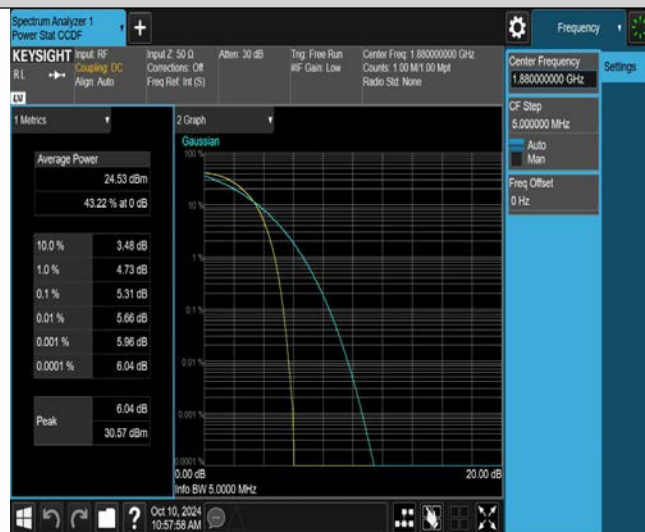 Spectrum Analyzer 1
Power Stat CCDF
+
Frequency
KEYSIGHT
RL
Input: RF
Coupling: DC
Align: Auto
Input Z: 50 Ω
Corrections: Off
Freq Ref: Int (S)
Atten: 30 dB
Trig: Free Run
#IF Gain: Low
Center Freq: 1.880000000 GHz
Counts: 1.00 M/1.00 Mpt
Radio Std: None
LXI
Center Frequency
1.880000000 GHz
Settings
CF Step
5.000000 MHz
Auto
Man
Freq Offset
0 Hz
1 Metrics
Average Power
24.53 dBm
43.22 % at 0 dB
10.0 % 3.48 dB
1.0 % 4.73 dB
0.1 % 5.31 dB
0.01 % 5.66 dB
0.001 % 5.96 dB
0.0001 % 6.04 dB
Peak
6.04 dB
30.57 dBm
2 Graph
Gaussian
100 %
10 %
1 %
0.1 %
0.01 %
0.001 %
0.0001 %
0.00 dB
20.00 dB
Info BW 5.0000 MHz
?
Oct 10, 2024
10:57:58 AM